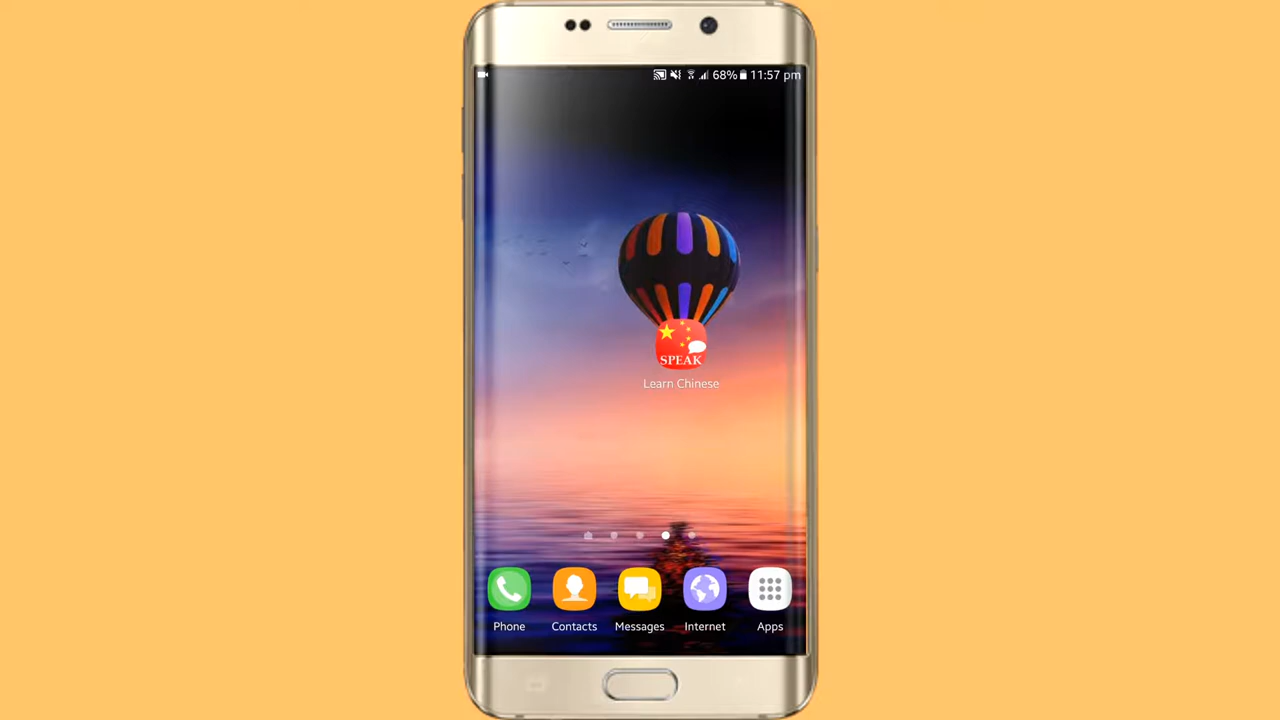 68% 11:57 pm
SPEAK
Learn Chinese
Phone Contacts Messages Internet Apps